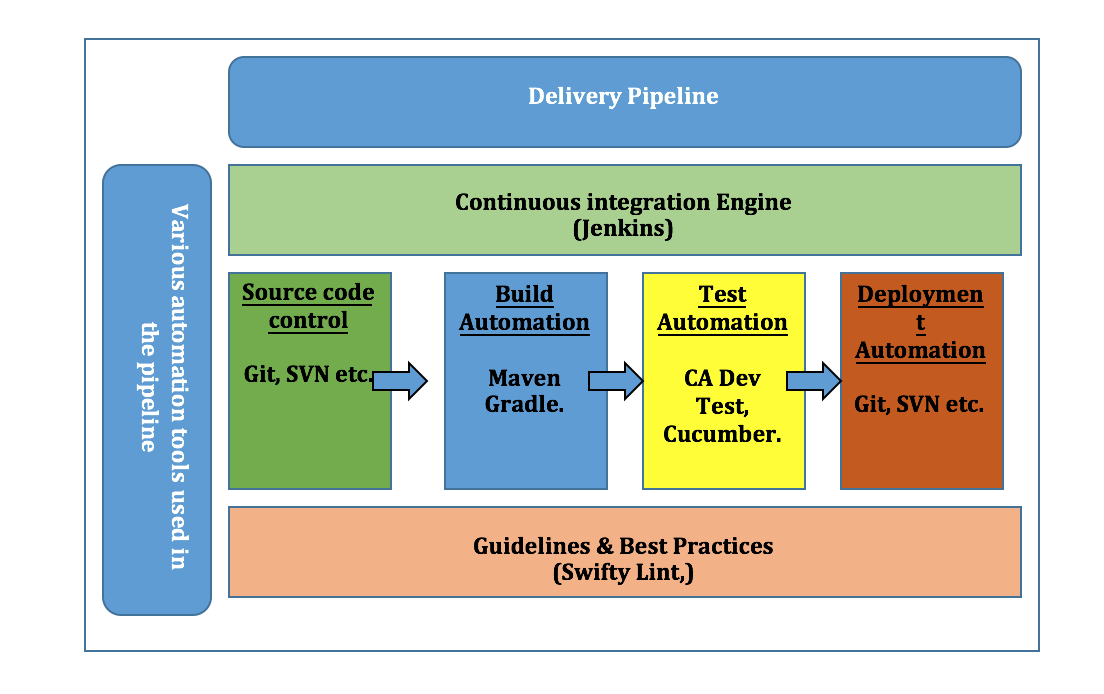 Delivery Pipeline
Various automation tools used in
the pipeline
Continuous integration Engine
(Jenkins)
Source code
control
Git, SVN etc.
Build
Automation
Maven
Gradle.
Test
Automation
CA Dev
Test,
Cucumber.
Deploymen
t
Automation
Git, SVN etc.
Guidelines & Best Practices
(Swifty Lint,)